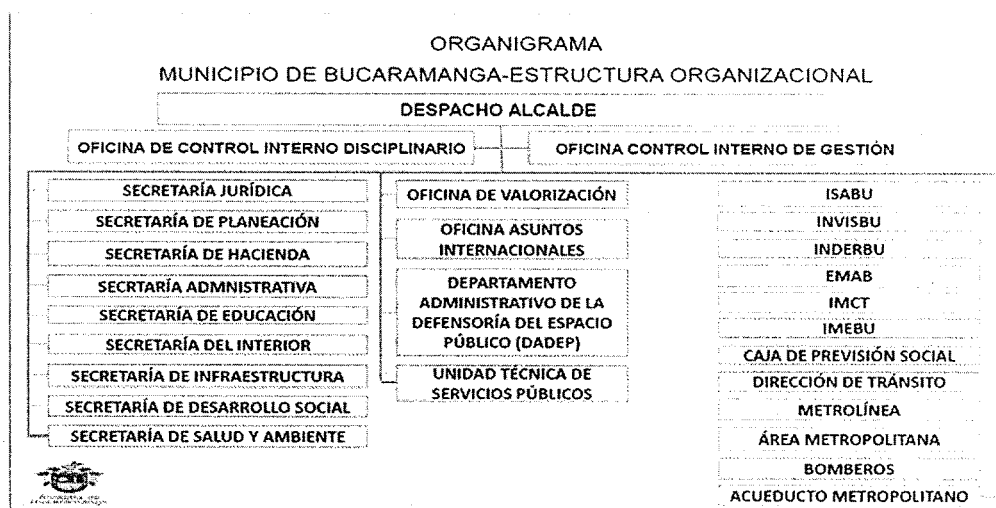 ORGANIGRAMA
MUNICIPIO DE BUCARAMANGA-ESTRUCTURA ORGANIZACIONAL
DESPACHO ALCALDE
OFICINA DE CONTROL INTERNO DISCIPLINARIO
OFICINA CONTROL INTERNO DE GESTIÓN
SECRETARÍA JURÍDICA
SECRETARÍA DE PLANEACIÓN
SECRETARÍA DE HACIENDA
SECRTARÍA ADMNISTRATIVA
SECRETARÍA DE EDUCACIÓN
SECRETARÍA DEL INTERIOR
SECRETARÍA DE INFRAESTRUCTURA
SECRETARÍA DE DESARROLLO SOCIAL
SECRETARÍA DE SALUD Y AMBIENTE
OFICINA DE VALORIZACIÓN
OFICINA ASUNTOS
INTERNACIONALES
DEPARTAMENTO
ADMINISTRATIVO DE LA
DEFENSORÍA DEL ESPACIO
PÚBLICO (DADEP)
UNIDAD TÉCNICA DE
SERVICIOS PÚBLICOS
ISABU
INVISBU
INDERBU
EMAB
IMCT
IMEBU
CAJA DE PREVISIÓN SOCIAL
DIRECCIÓN DE TRÁNSITO
METROLÍNEA
ÁREA METROPOLITANA
BOMBEROS
ACUEDUCTO METROPOLITANO